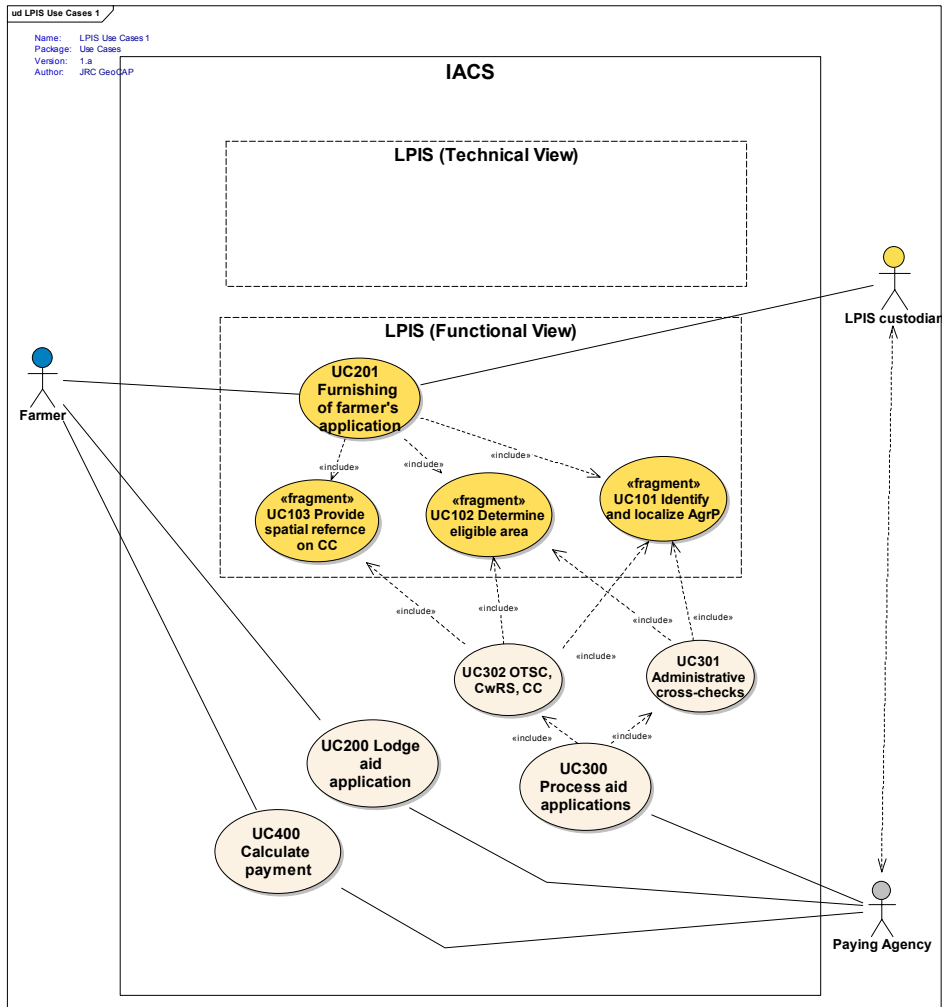 ud LPIS Use Cases 1
Name: LPIS Use Cases 1
Package: Use Cases
Version: 1.a
Author: JRC GeoCAP
IACS
LPIS (Technical View)
LPIS custodian
LPIS (Functional View)
Farmer
UC201
Furnishing
of farmer's
application
«include»
«include»
«include»
«fragment»
UC103 Provide
spatial refernce
on CC
«fragment»
UC102 Determine
eligible area
«fragment»
UC101 Identify
and localize AgrP
«include»
«include»
«include»
«include»
«include»
UC302 OTSC,
CwRS, CC
UC301
Administrative
cross-checks
«include»
«include»
UC200 Lodge
aid
application
UC300
Process aid
applications
UC400
Calculate
payment
Paying Agency